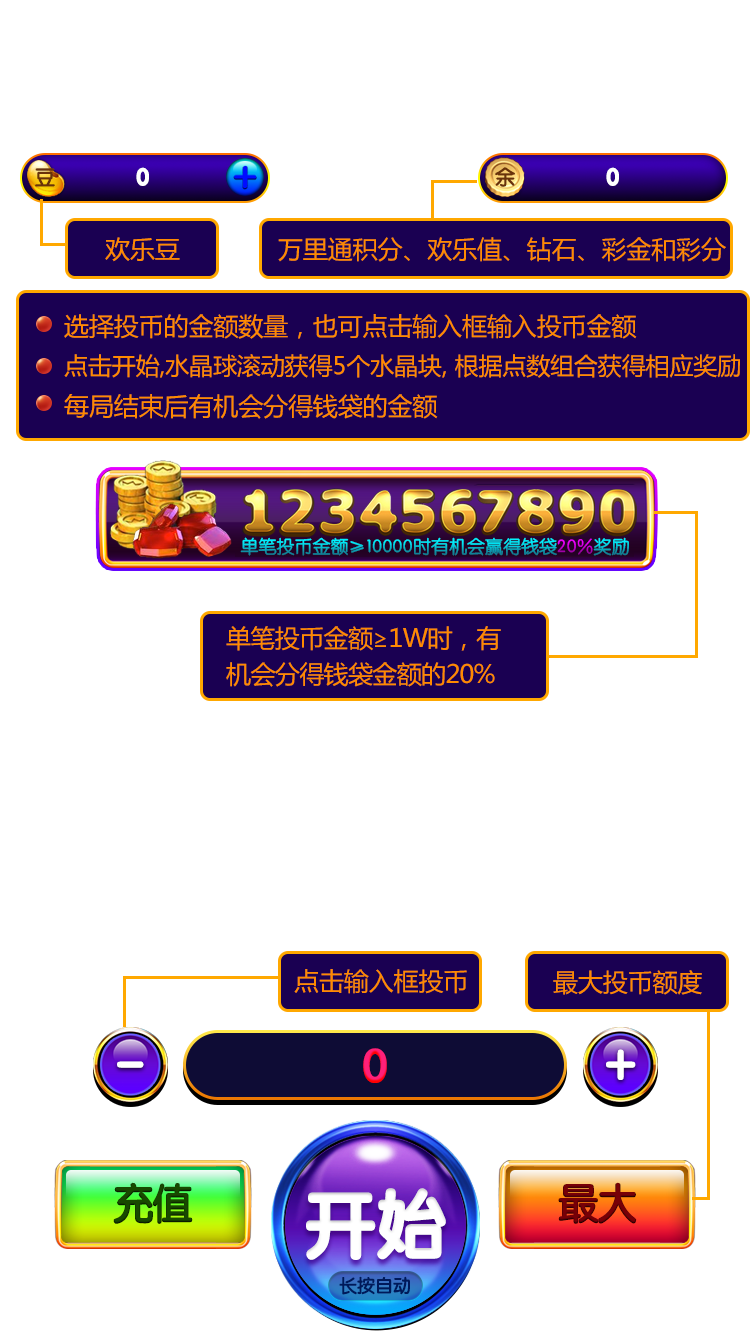 豆 0
余 0
欢乐豆
万里通积分、欢乐值、钻石、彩金和彩分
选择投币的金额数量，也可点击输入框输入投币金额
点击开始,水晶球滚动获得5个水晶块, 根据点数组合获得相应奖励
每局结束后有机会分得钱袋的金额
1234567890
单笔投币金额≥10000时有机会赢得钱袋20%奖励
单笔投币金额≥1W时，有
机会分得钱袋金额的20%
点击输入框投币
最大投币额度
0
充值
开始
最大
长按自动